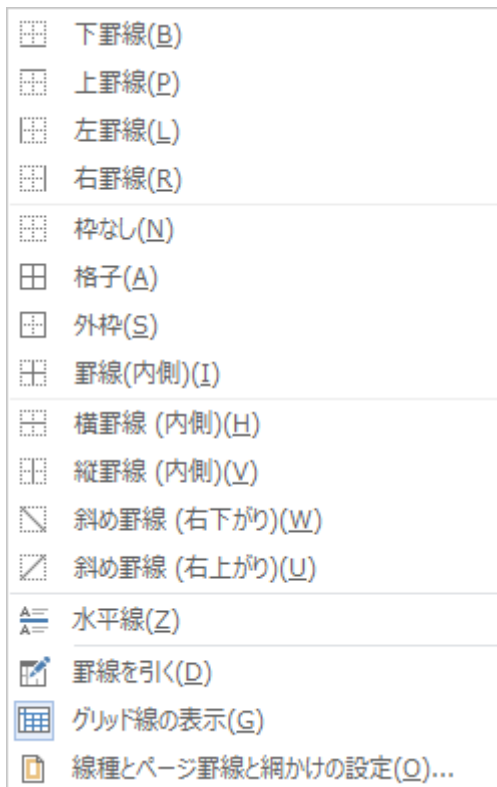 下罫線(B)
上罫線(P)
左罫線(L)
右罫線(R)
枠なし(N)
格子(A)
外枠(S)
罫線(内側)(I)
横罫線 (内側)(H)
縦罫線 (内側)(V)
斜め罫線 (右下がり)(W)
斜め罫線 (右上がり)(U)
水平線(Z)
罫線を引く(D)
グリッド線の表示(G)
線種とページ罫線と網かけの設定(O)...